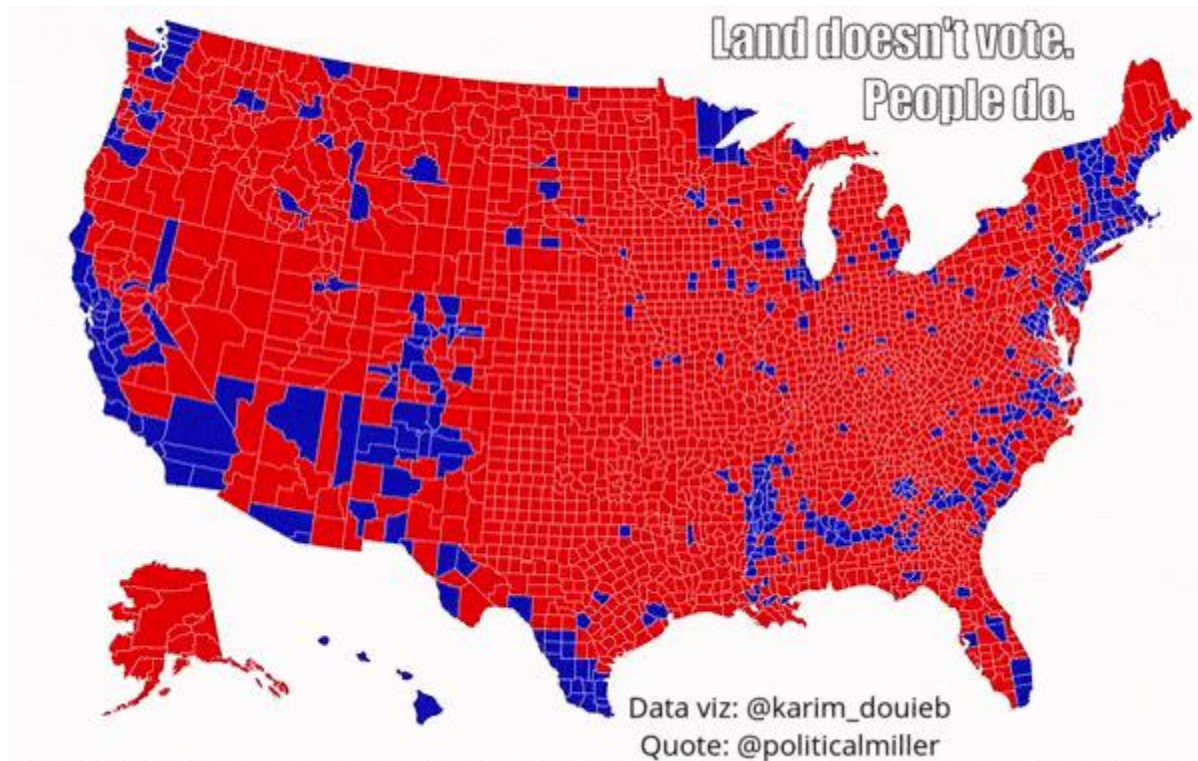 Land doesn't vote.
People do.
Data viz: @karim_douieb
Quote: @politicalmiller